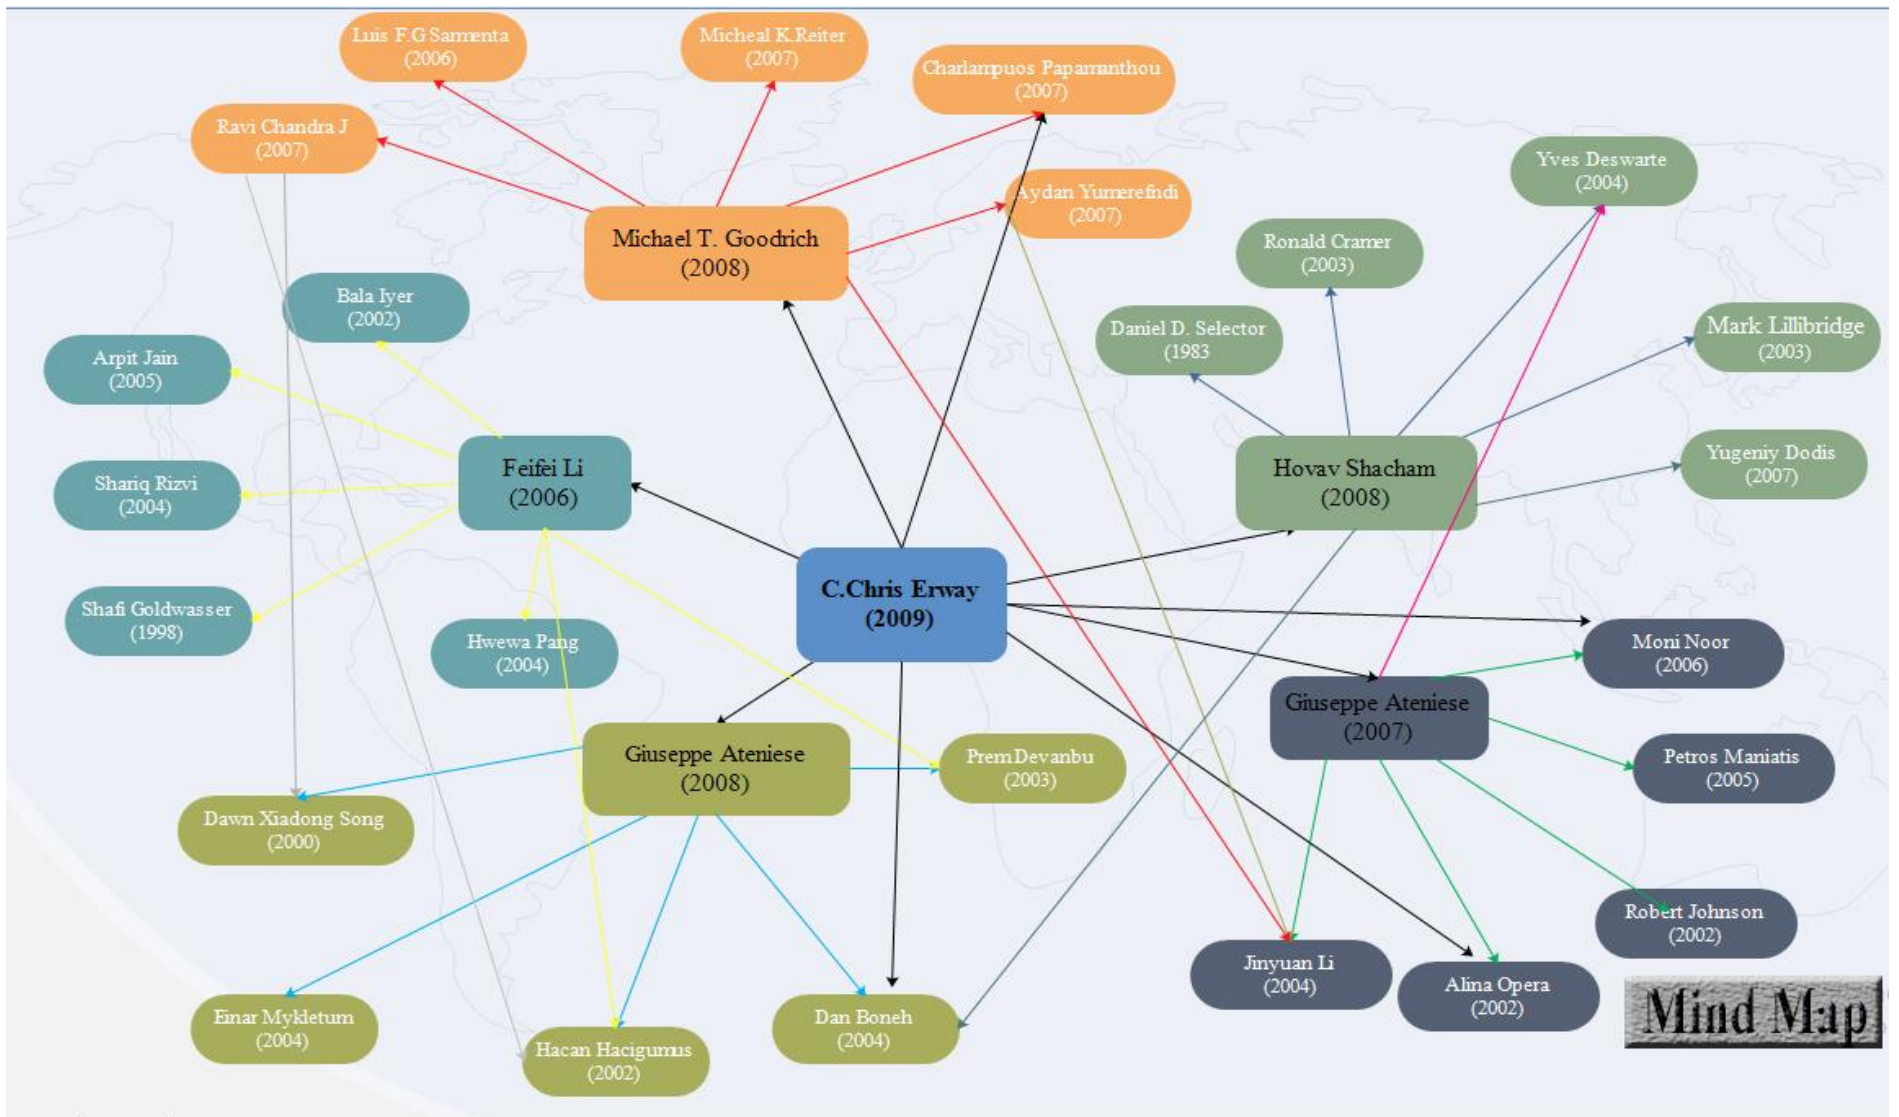 Luis F.G Sarmenta
(2006)
Micheal K.Reiter
(2007)
Charlampuos Papamanthou
(2007)
Ravi Chandra J
(2007)
Aydan Yumerefndi
(2007)
Michael T. Goodrich
(2008)
Yves Deswarte
(2004)
Ronald Cramer
(2003)
Daniel D. Selector
(1983
Mark Lillibridge
(2003)
Yugeniy Dodis
(2007)
Hovav Shacham
(2008)
Bala Iyer
(2002)
Arpit Jain
(2005)
Shariq Rizvi
(2004)
Shafi Goldwasser
(1998)
Feifei Li
(2006)
Hwewa Pang
(2004)
C.Chris Erway
(2009)
Moni Noor
(2006)
Giuseppe Ateniese
(2007)
Petros Maniatis
(2005)
Robert Johnson
(2002)
Alina Opera
(2002)
Jinyuan Li
(2004)
Giuseppe Ateniese
(2008)
Prem Devanbu
(2003)
Dawn Xiadong Song
(2000)
Einar Mykletum
(2004)
Hacan Hacigumus
(2002)
Dan Boneh
(2004)
Mind Map